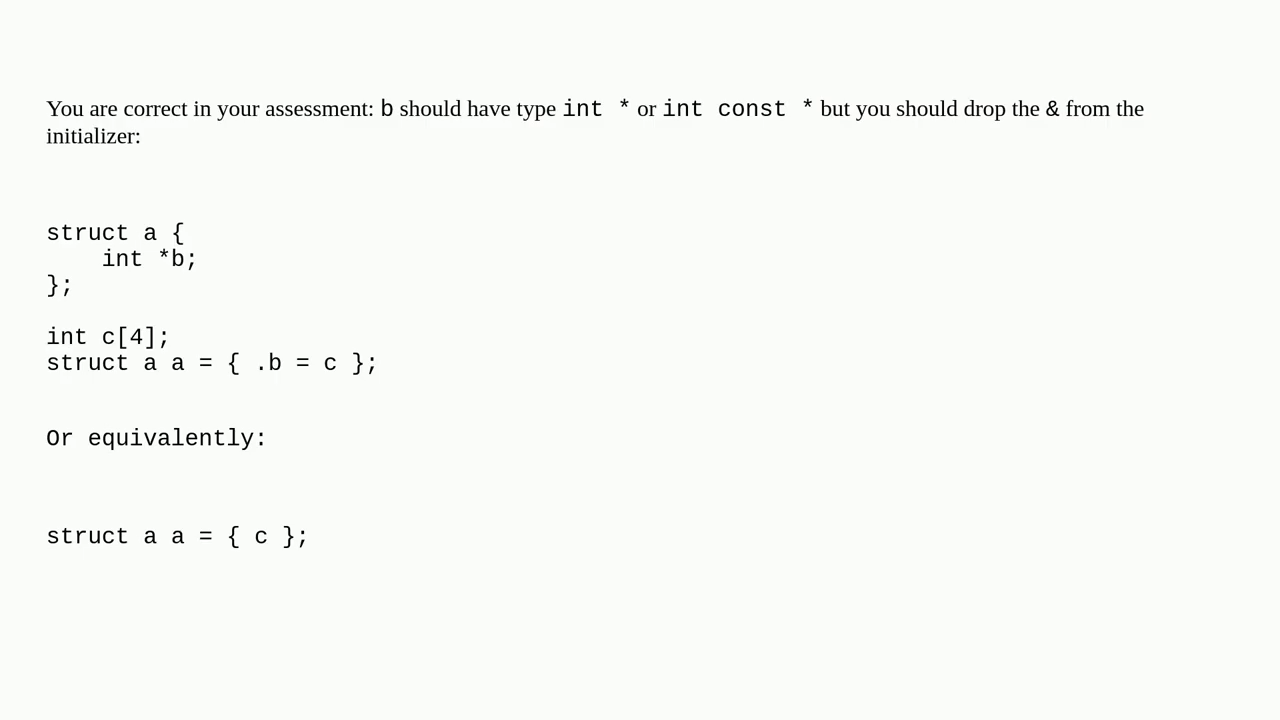 You are correct in your assessment: b should have type int * or int const * but you should drop the & from the
initializer:
struct a {
    int *b;
};
int c[4];
struct a a = { .b = c };
Or equivalently:
struct a a = { c };